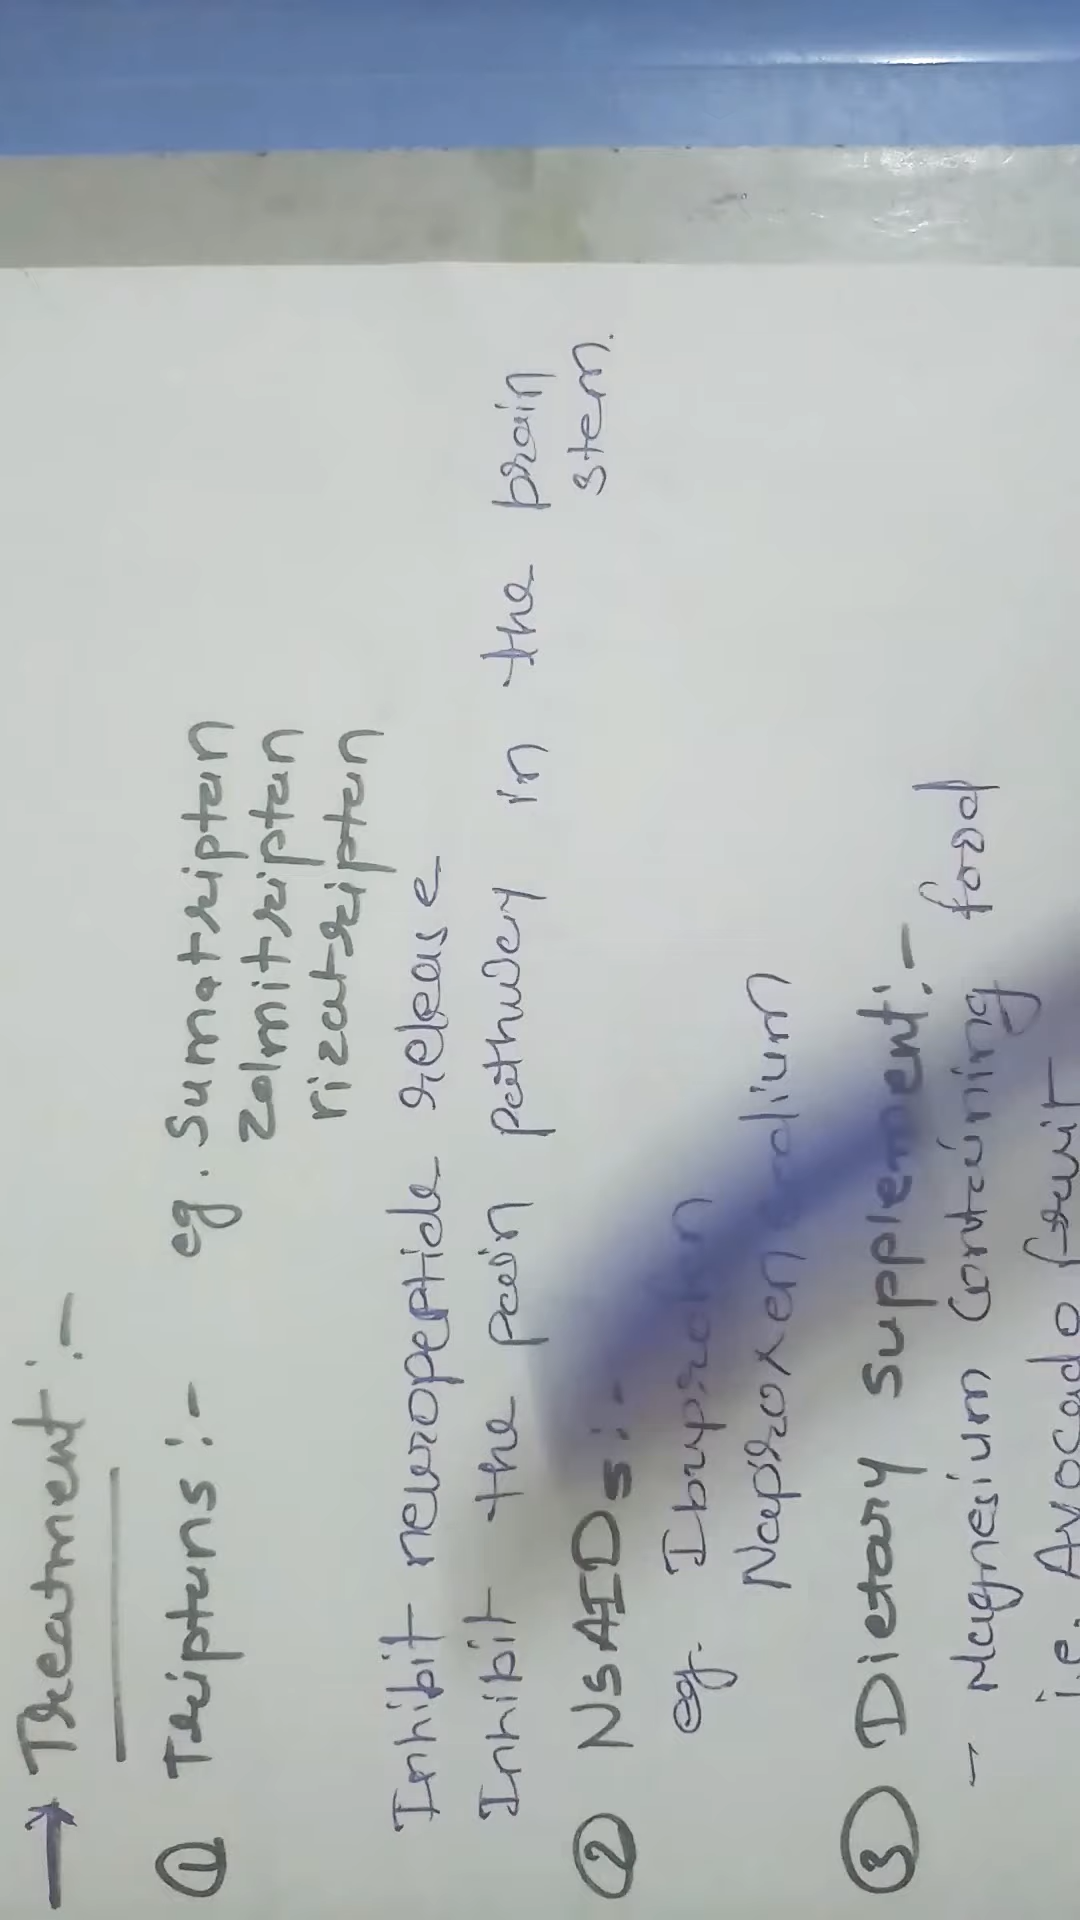 → Treatment :-
① Triptans :- eg. Sumatriptan
zolmitriptan
rizatriptan
Inhibit neuropeptide release
Inhibit the pain pathway in the brain
stem.
② NSAIDs :-
eg. Ibuprofen
Naproxen sodium
③ Dietary supplement :-
- Magnesium containing food
i.e. Avocado fruit